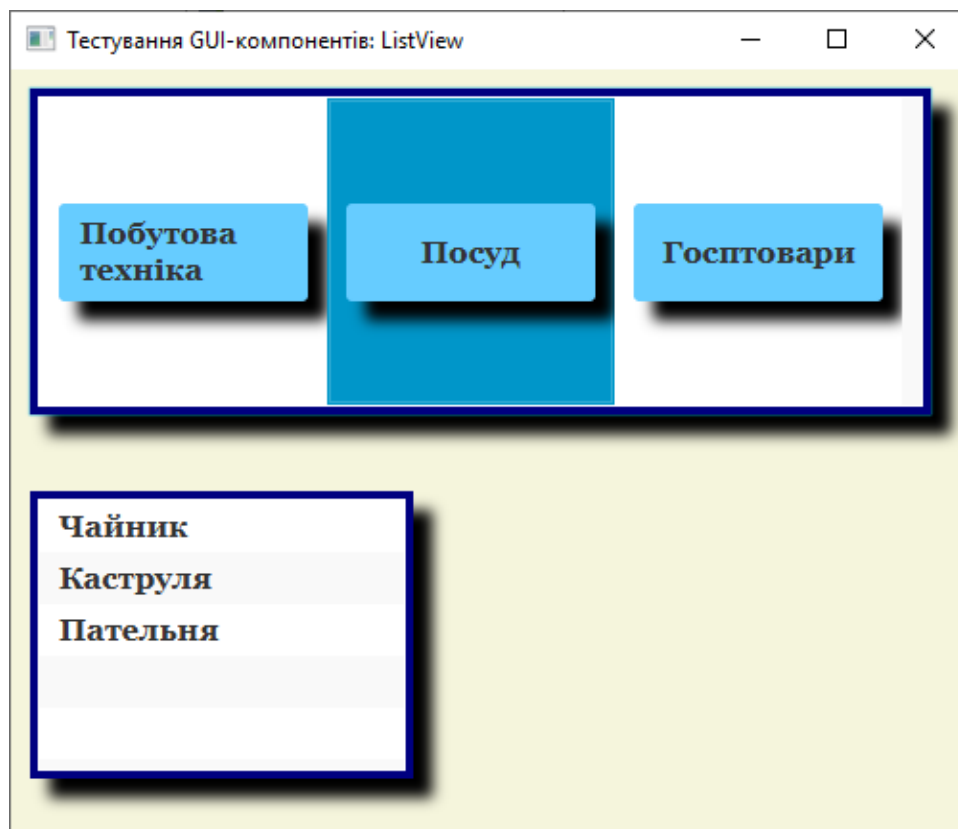 Тестування GUI-компонентів: ListView
Побутова
техніка
Посуд
Госптовари
Чайник
Каструля
Пательня